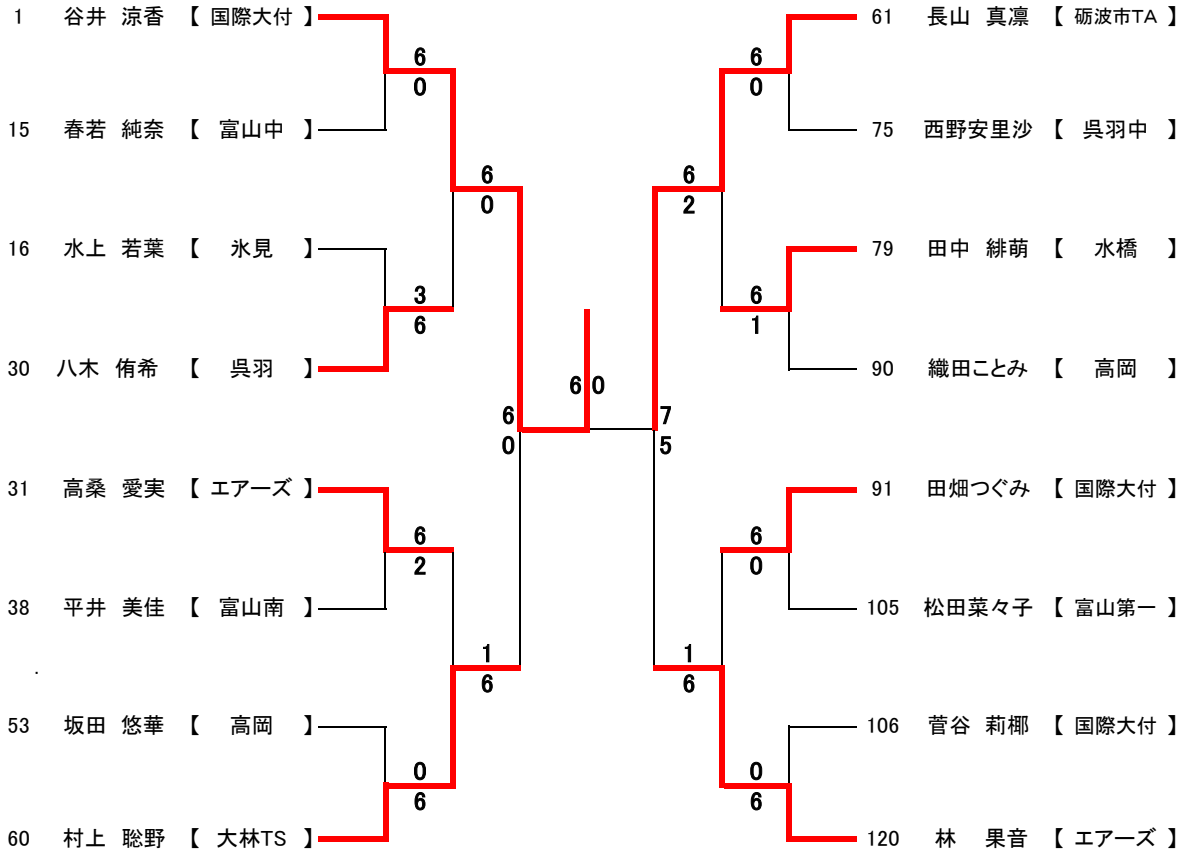 1 谷井 涼香 【 国際大付 】
15 春若 純奈 【 富山中 】
16 水上 若葉 【 氷見 】
30 八木 侑希 【 呉羽 】
31 高桑 愛実 【 エアーズ 】
38 平井 美佳 【 富山南 】
.
53 坂田 悠華 【 高岡 】
60 村上 聡野 【 大林TS 】
6
0
3
6
6
2
0
6
6
0
1
6
6
0
6 0
7
5
6
2
1
6
6
0
6
1
6
0
0
6
61 長山 真凛 【 砺波市TA 】
75 西野安里沙 【 呉羽中 】
79 田中 緋萌 【 水橋 】
90 織田ことみ 【 高岡 】
91 田畑つぐみ 【 国際大付 】
105 松田菜々子 【 富山第一 】
106 菅谷 莉梛 【 国際大付 】
120 林 果音 【 エアーズ 】